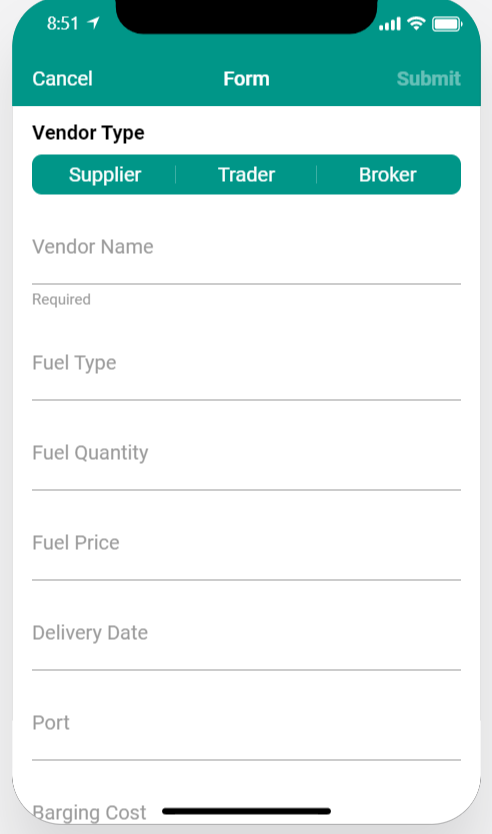 8:51
Cancel Form Submit
Vendor Type
Supplier Trader Broker
Vendor Name
Required
Fuel Type
Fuel Quantity
Fuel Price
Delivery Date
Port
Barging Cost